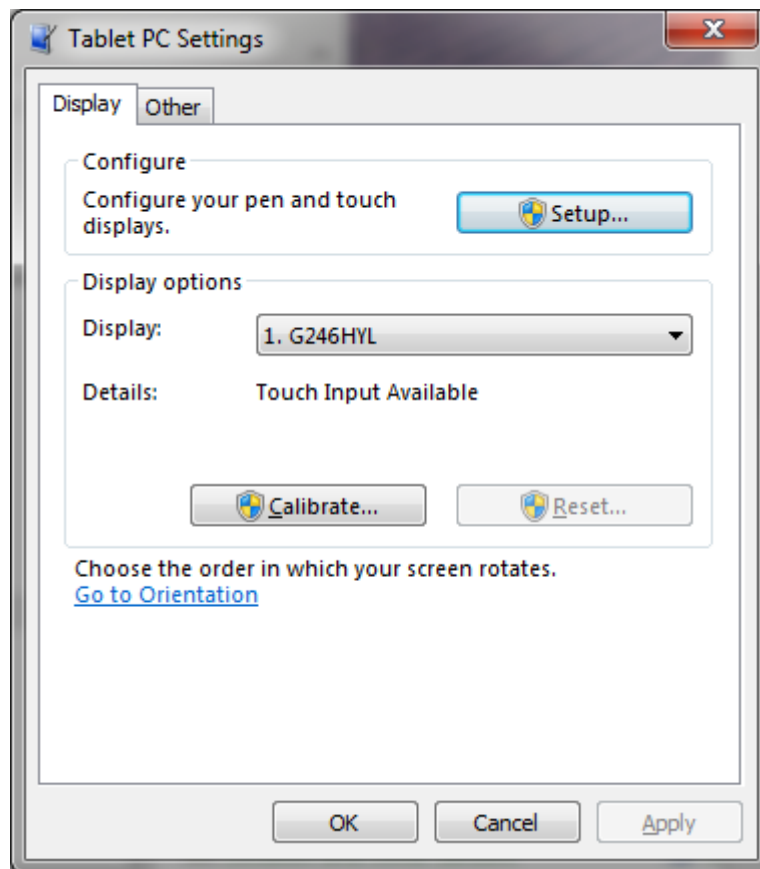 Tablet PC Settings
Display
Other
Configure
Configure your pen and touch
displays.
Setup...
Display options
Display:
1. G246HYL
Details:
Touch Input Available
Calibrate...
Reset...
Choose the order in which your screen rotates.
Go to Orientation
OK
Cancel
Apply